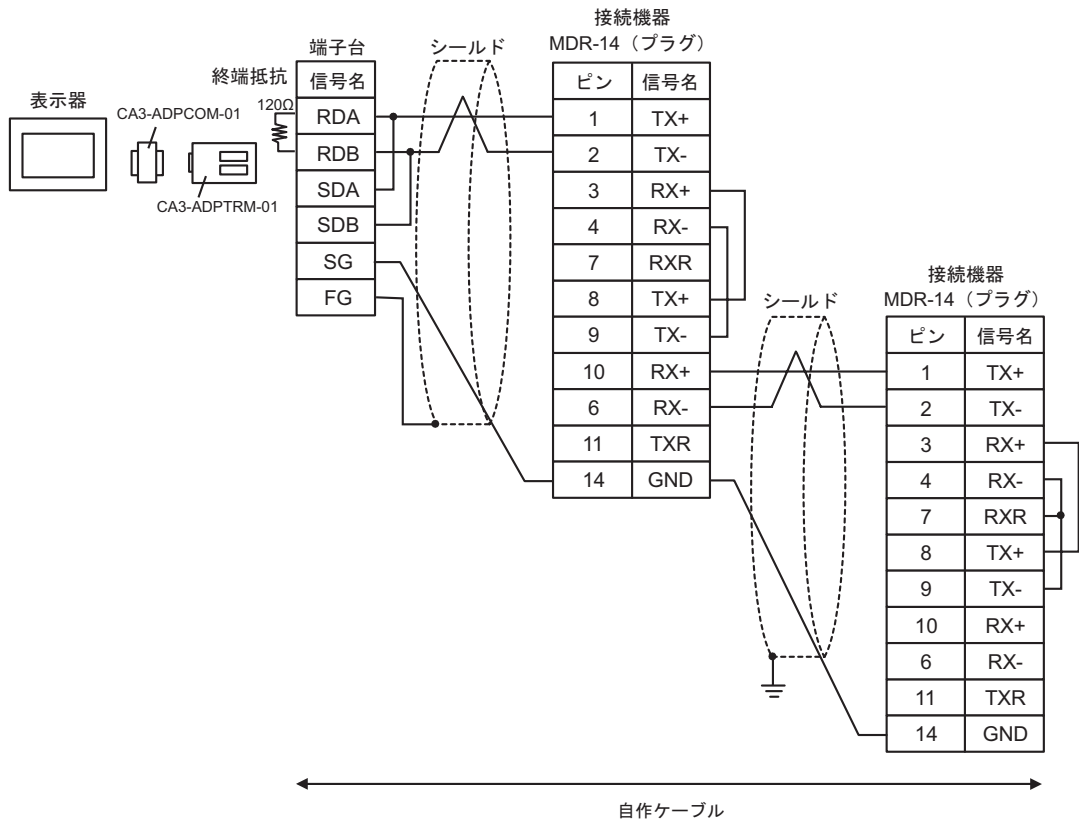 表示器
CA3-ADPCOM-01
CA3-ADPTRM-01
終端抵抗
120Ω
端子台
信号名
RDA
RDB
SDA
SDB
SG
FG
シールド
接続機器
MDR-14（プラグ）
ピン 信号名
1 TX+
2 TX-
3 RX+
4 RX-
7 RXR
8 TX+
9 TX-
10 RX+
6 RX-
11 TXR
14 GND
シールド
接続機器
MDR-14（プラグ）
ピン 信号名
1 TX+
2 TX-
3 RX+
4 RX-
7 RXR
8 TX+
9 TX-
10 RX+
6 RX-
11 TXR
14 GND
自作ケーブル